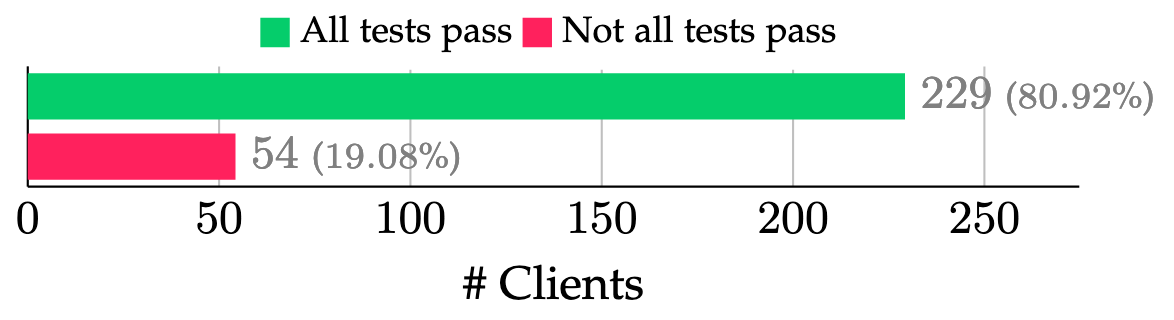 All tests pass Not all tests pass
229 (80.92%)
54 (19.08%)
0 50 100 150 200 250
# Clients